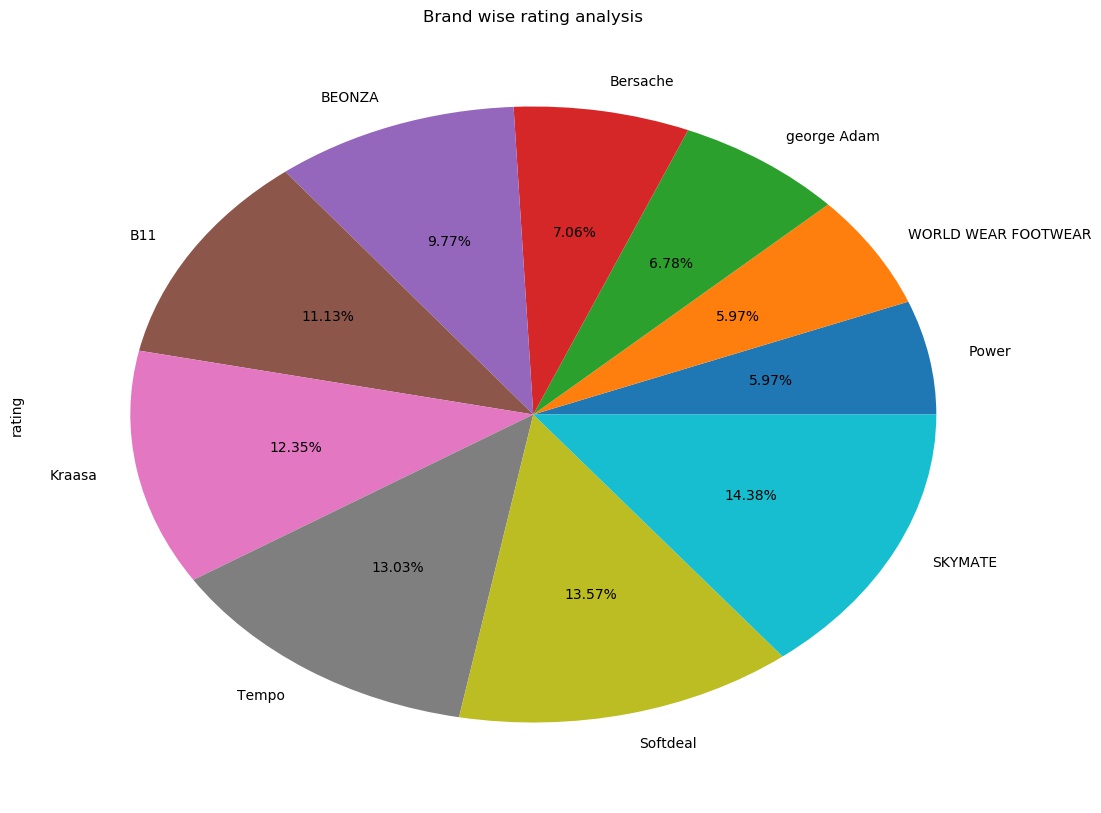 Brand wise rating analysis
Bersache
BEONZA
george Adam
B11
WORLD WEAR FOOTWEAR
7.06%
9.77%
6.78%
11.13%
5.97%
Power
5.97%
rating
12.35%
Kraasa
14.38%
SKYMATE
13.03%
13.57%
Tempo
Softdeal